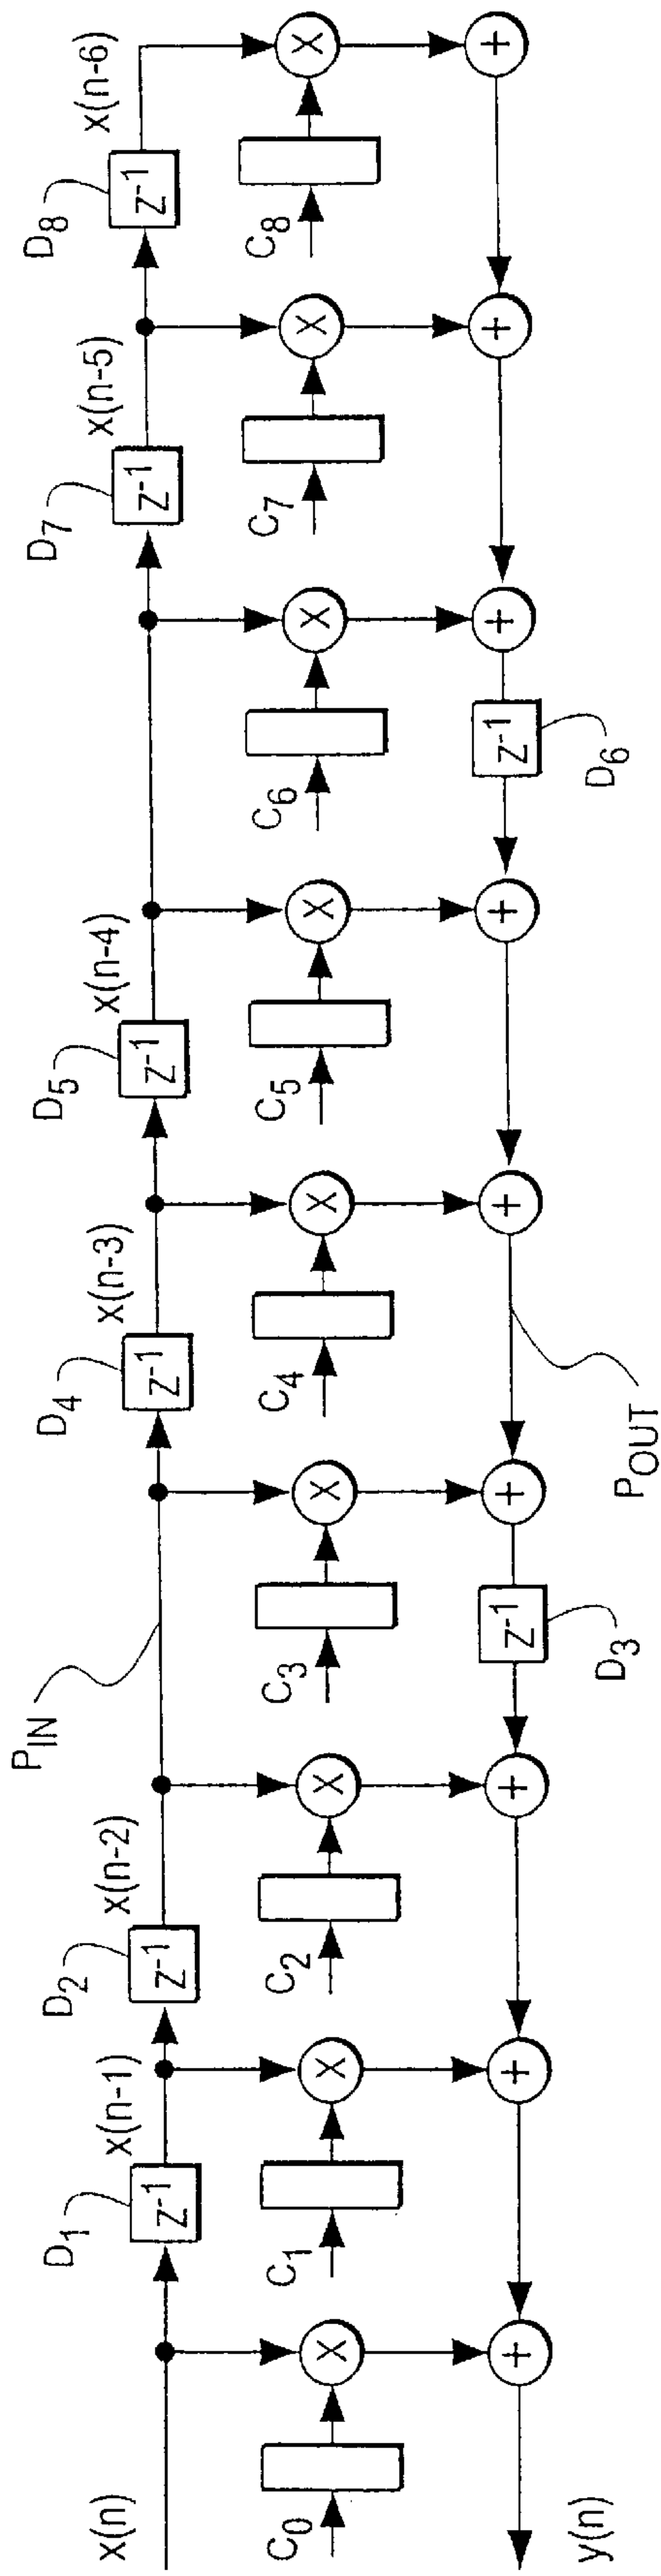 x(n)
x(n-1)
x(n-2)
x(n-3)
x(n-4)
x(n-5)
x(n-6)
D1
D2
PIN
D4
D5
D7
D8
Z-1
Z-1
Z-1
Z-1
Z-1
Z-1
X
X
X
X
X
X
X
X
X
C0
C1
C2
C3
C4
C5
C6
C7
C8
+
+
+
+
+
+
+
+
+
Z-1
Z-1
y(n)
D3
POUT
D6